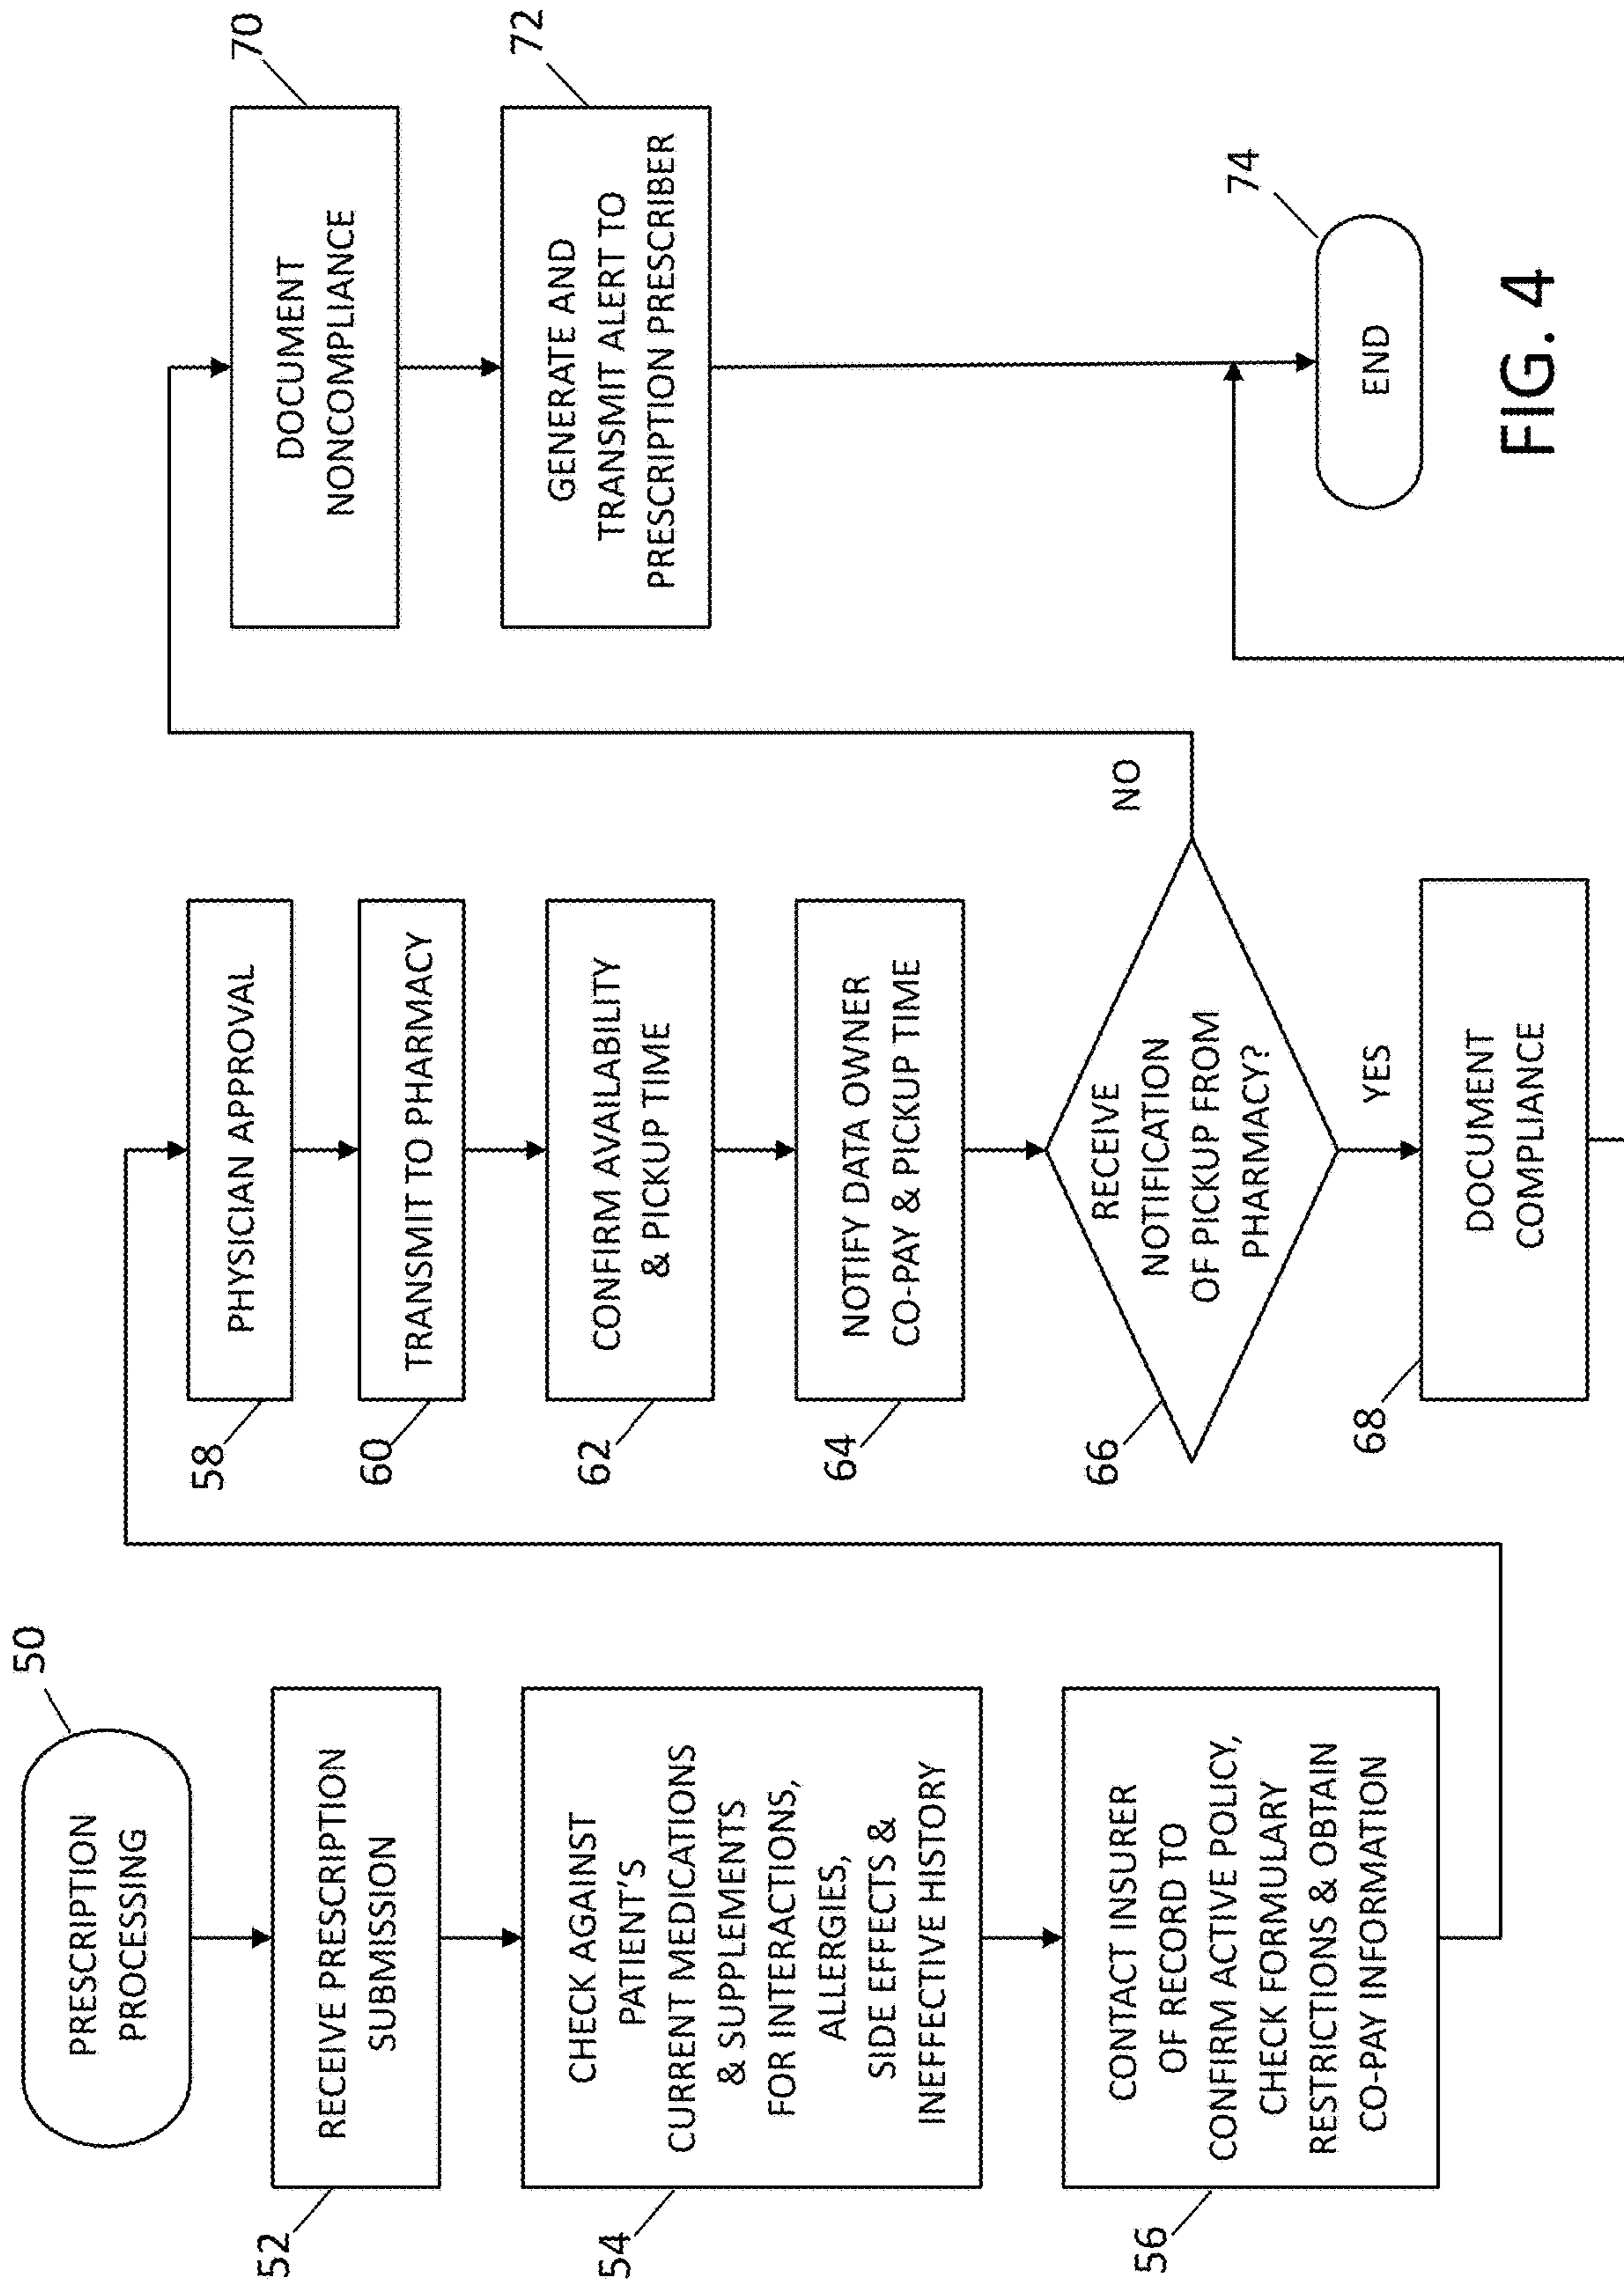 50
PRESCRIPTION
PROCESSING
52
RECEIVE PRESCRIPTION
SUBMISSION
54
CHECK AGAINST
PATIENT'S
CURRENT MEDICATIONS
& SUPPLEMENTS
FOR INTERACTIONS,
ALLERGIES,
SIDE EFFECTS &
INEFFECTIVE HISTORY
56
CONTACT INSURER
OF RECORD TO
CONFIRM ACTIVE POLICY,
CHECK FORMULARY
RESTRICTIONS & OBTAIN
CO-PAY INFORMATION
58
PHYSICIAN APPROVAL
60
TRANSMIT TO PHARMACY
62
CONFIRM AVAILABILITY
& PICKUP TIME
64
NOTIFY DATA OWNER
CO-PAY & PICKUP TIME
66
RECEIVE
NOTIFICATION
OF PICKUP FROM
PHARMACY?
NO
YES
68
DOCUMENT
COMPLIANCE
70
DOCUMENT
NONCOMPLIANCE
72
GENERATE AND
TRANSMIT ALERT TO
PRESCRIPTION PRESCRIBER
74
END
FIG. 4